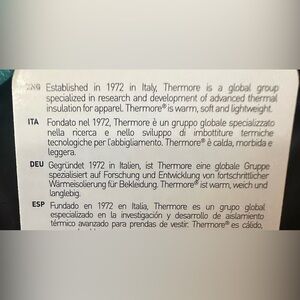 ENG Established in 1972 in Italy, Thermore is a global group
specialized in research and development of advanced thermal
insulation for apparel. Thermore® is warm, soft and lightweight.
ITA Fondato nel 1972, Thermore è un gruppo globale specializzato
nella ricerca e nello sviluppo di imbottiture termiche
tecnologiche per l'abbigliamento. Thermore® è calda, morbida e
leggera.
DEU Gegründet 1972 in Italien, ist Thermore eine globale Gruppe
spezialisiert auf Forschung und Entwicklung von fortschrittlicher
Wärmeisolierung für Bekleidung. Thermore® ist warm, weich und
langlebig.
ESP Fundado en 1972 en Italia, Thermore es un grupo global
especializado en la investigación y desarrollo de aislamiento
térmico avanzado para prendas de vestir. Thermore® es cálido,